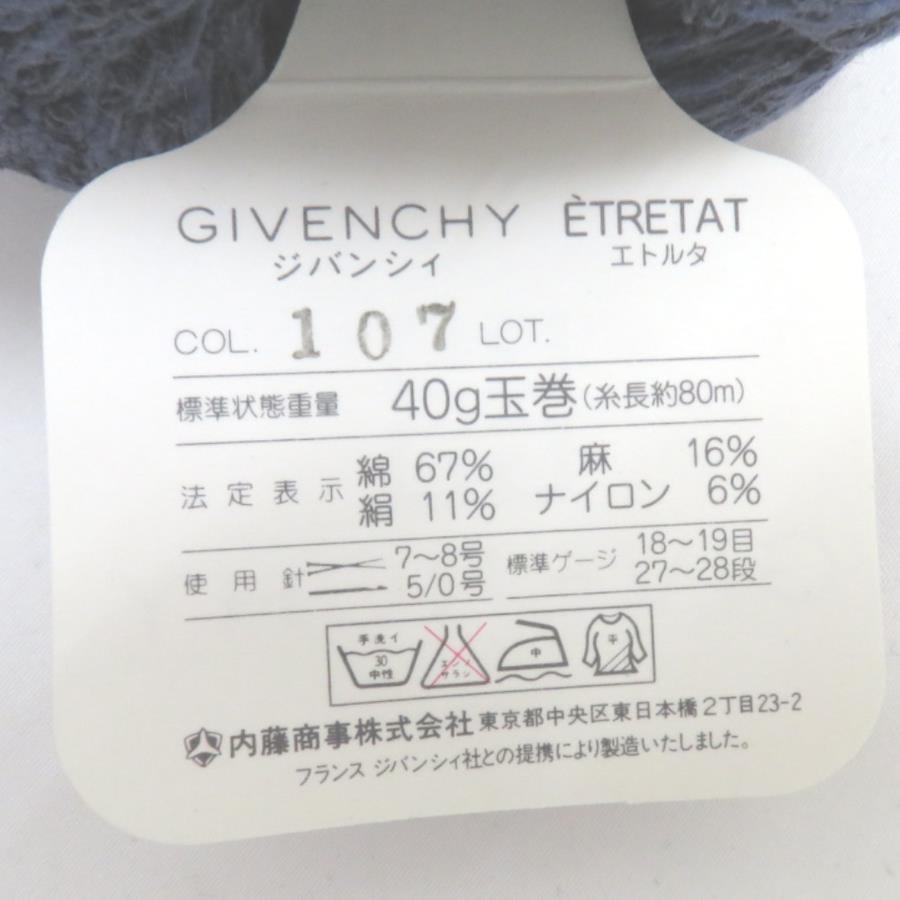 GIVENCHY ÈTRETAT
ジバンシィ エトルタ
COL. 107 LOT.
標準状態重量 40g玉巻(糸長約80m)
法定表示 綿 67% 麻 16%
絹 11% ナイロン 6%
使用針 7〜8号 標準ゲージ 18〜19目
5/0号 27〜28段
手洗イ
30
中性
エンソ
サラシ
中
平
内藤商事株式会社 東京都中央区東日本橋2丁目23-2
フランス ジバンシィ社との提携により製造いたしました。